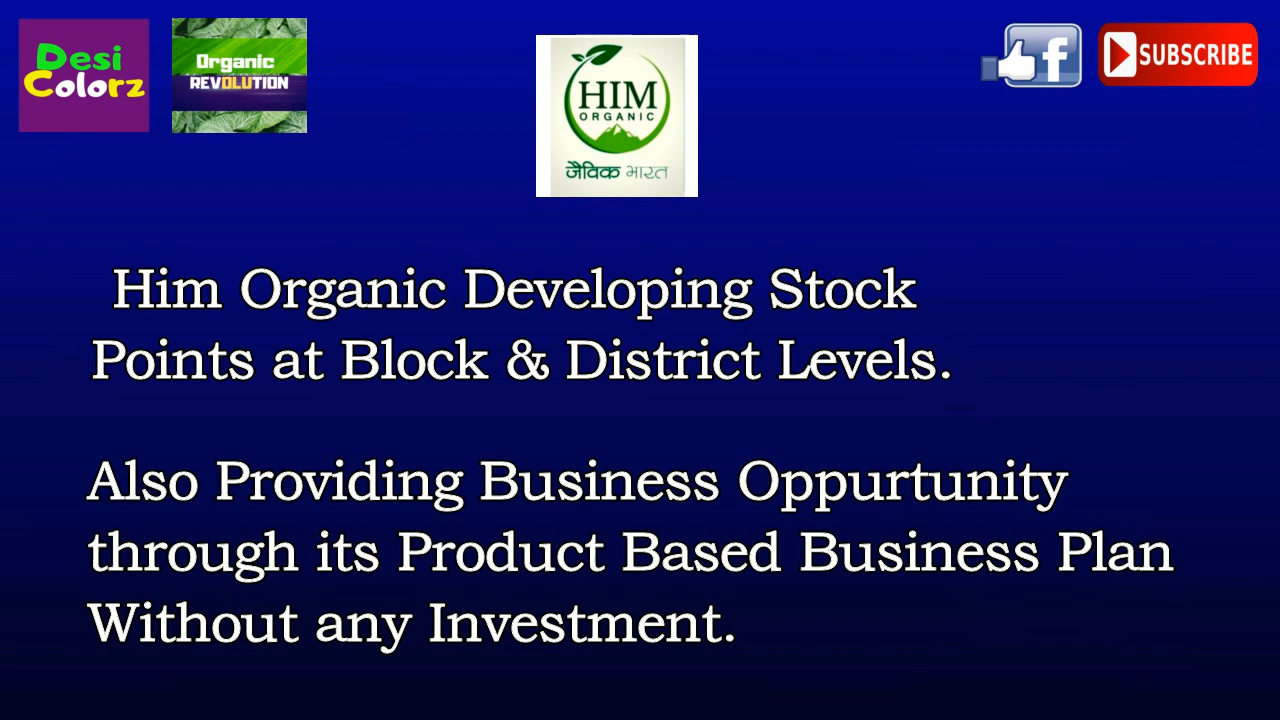 Desi
Colorz
Organic
REVOLUTION
HIM
ORGANIC
जैविक भारत
f
SUBSCRIBE
Him Organic Developing Stock
Points at Block & District Levels.
Also Providing Business Oppurtunity
through its Product Based Business Plan
Without any Investment.